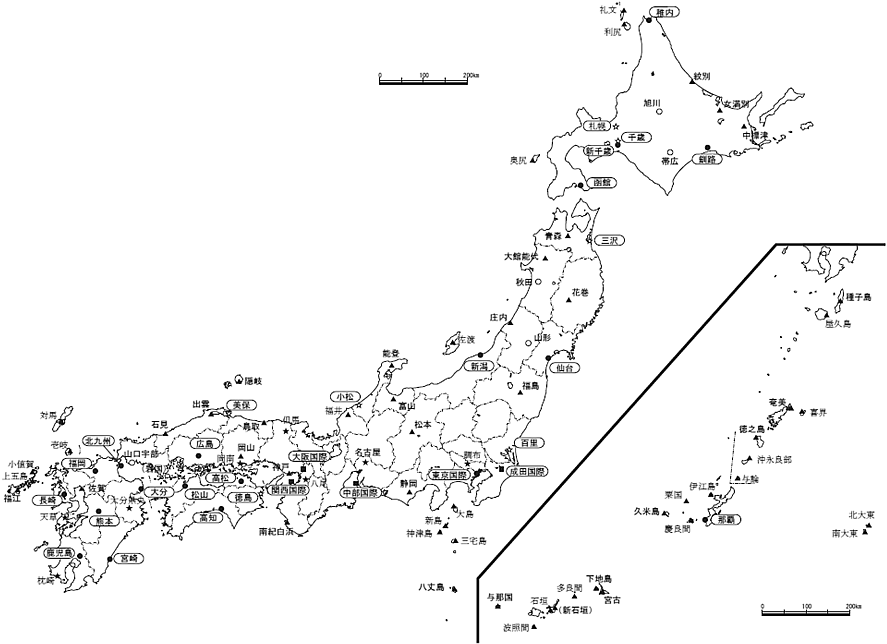 礼文
稚内
利尻
0 100 200km
紋別
旭川
女満別
札幌
中標津
千歳
新千歳
奥尻
帯広
釧路
函館
青森
三沢
大館能代
秋田
花巻
種子島
庄内
屋久島
佐渡
山形
能登
新潟
仙台
隠岐
小松
福島
出雲
美保
福井
富山
奄美
喜界
対馬
石見
鳥取
但馬
松本
徳之島
北九州
広島
百里
壱岐
山口宇部
岡山
大阪国際
名古屋
調布
沖永良部
小値賀
福岡
岡南
神戸
東京国際
成田国際
上五島
高松
八尾
与論
佐賀
静岡
福江
長崎
大分
松山
徳島
関西国際
中部国際
伊江島
粟国
大分県央
天草
熊本
高知
大島
久米島
北大東
新島
慶良間
那覇
南紀白浜
神津島
南大東
三宅島
鹿児島
宮崎
枕崎
八丈島
下地島
多良間
与那国
石垣
宮古
(新石垣)
波照間
0 100 200km